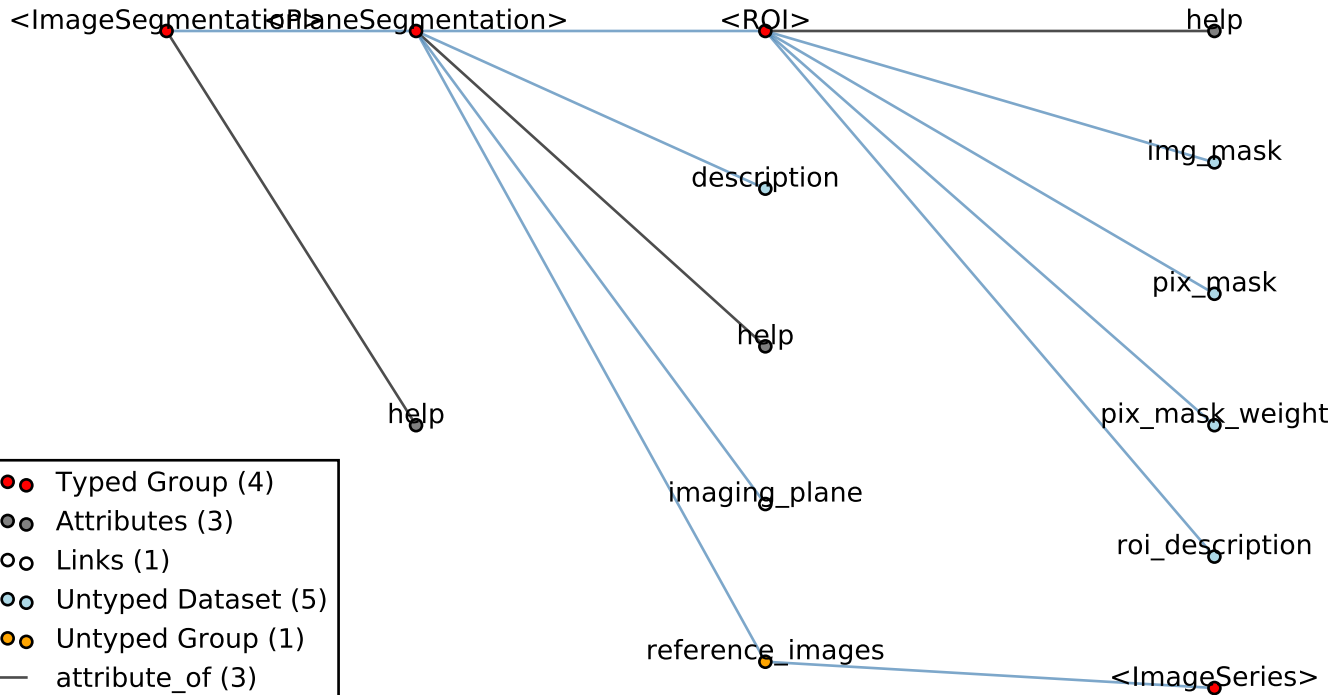 <ImageSegmentation>
<PlaneSegmentation>
<ROI>
help
img_mask
description
pix_mask
help
help
pix_mask_weight
imaging_plane
roi_description
reference_images
<ImageSeries>
Typed Group (4)
Attributes (3)
Links (1)
Untyped Dataset (5)
Untyped Group (1)
attribute_of (3)